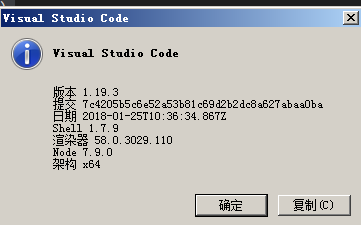 Visual Studio Code
Visual Studio Code
版本 1.19.3
提交 7c4205b5c6e52a53b81c69d2b2dc8a627abaa0ba
日期 2018-01-25T10:36:34.867Z
Shell 1.7.9
渲染器 58.0.3029.110
Node 7.9.0
架构 x64
确定
复制(C)